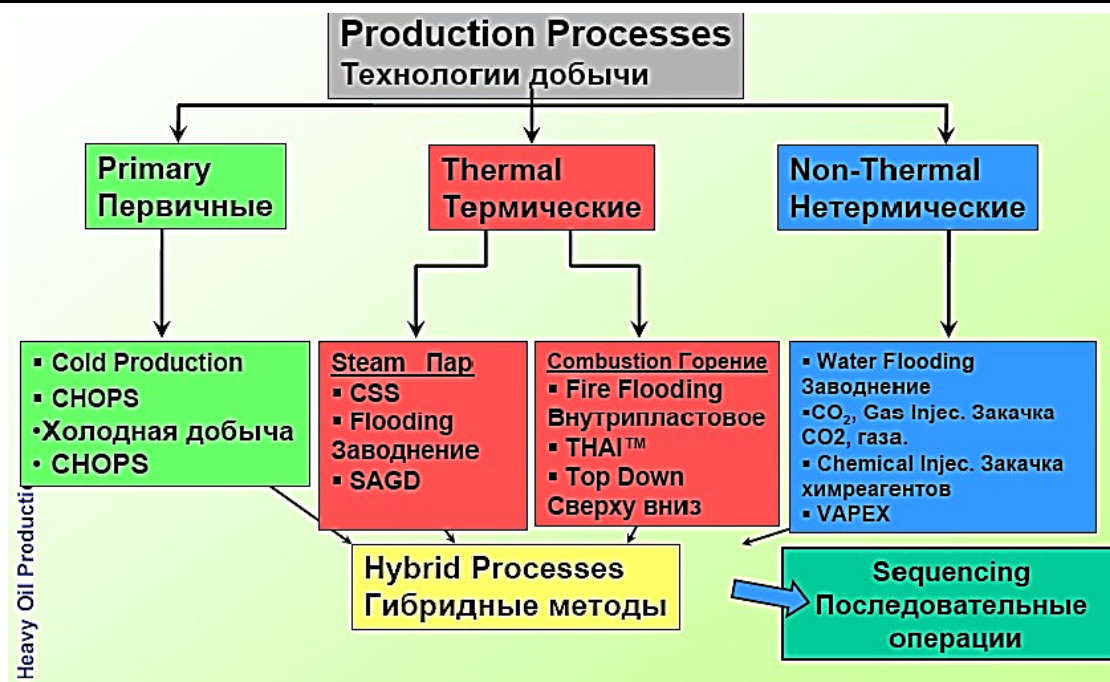 Production Processes
Технологии добычи
Primary
Первичные
Thermal
Термические
Non-Thermal
Нетермические
▪ Cold Production
▪ CHOPS
•Холодная добыча
• CHOPS
Steam Пар
▪ CSS
▪ Flooding
Заводнение
▪ SAGD
Combustion Горение
▪ Fire Flooding
Внутрипластовое
▪ THAI™
▪ Top Down
Сверху вниз
▪ Water Flooding
Заводнение
▪CO₂, Gas Injec. Закачка
СО2, газа.
▪ Chemical Injec. Закачка
химреагентов
▪ VAPEX
Hybrid Processes
Гибридные методы
Sequencing
Последовательные
операции
Heavy Oil Productio